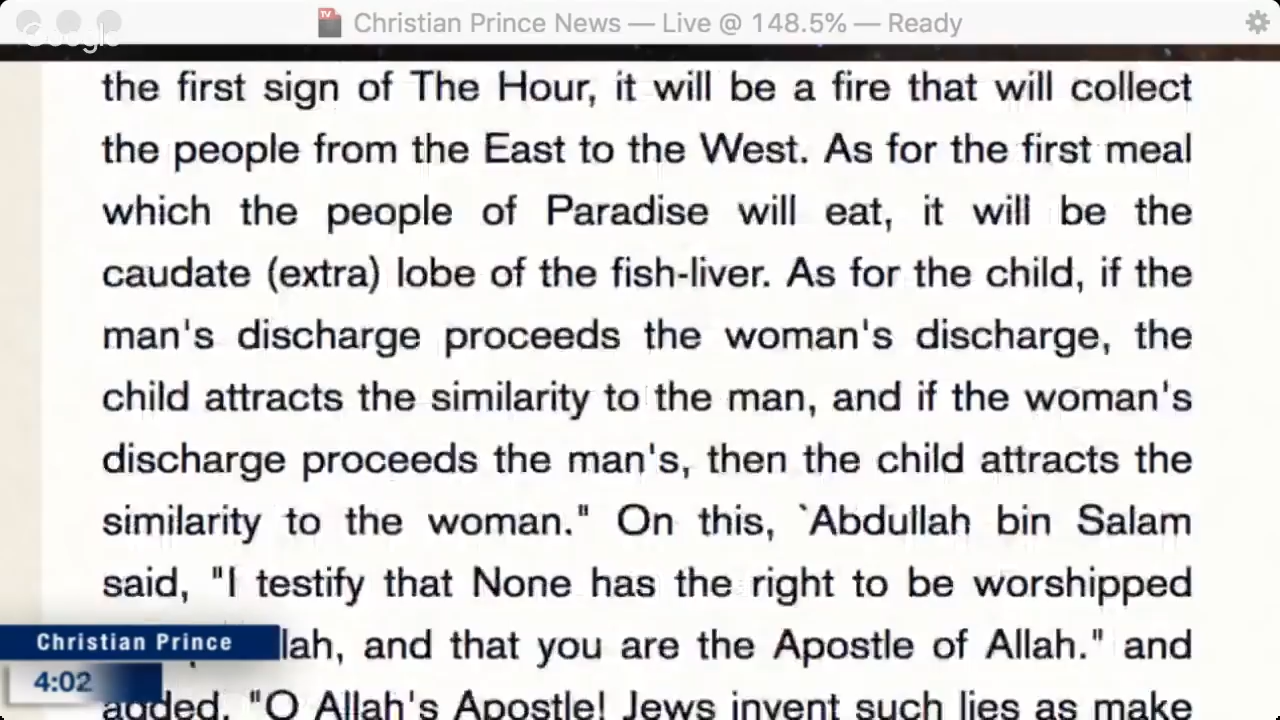 Christian Prince News — Live @ 148.5% — Ready
Google
the first sign of The Hour, it will be a fire that will collect
the people from the East to the West. As for the first meal
which the people of Paradise will eat, it will be the
caudate (extra) lobe of the fish-liver. As for the child, if the
man's discharge proceeds the woman's discharge, the
child attracts the similarity to the man, and if the woman's
discharge proceeds the man's, then the child attracts the
similarity to the woman." On this, `Abdullah bin Salam
said, "I testify that None has the right to be worshipped
lah, and that you are the Apostle of Allah." and
added, "O Allah's Apostle! Jews invent such lies as make
Christian Prince
4:02